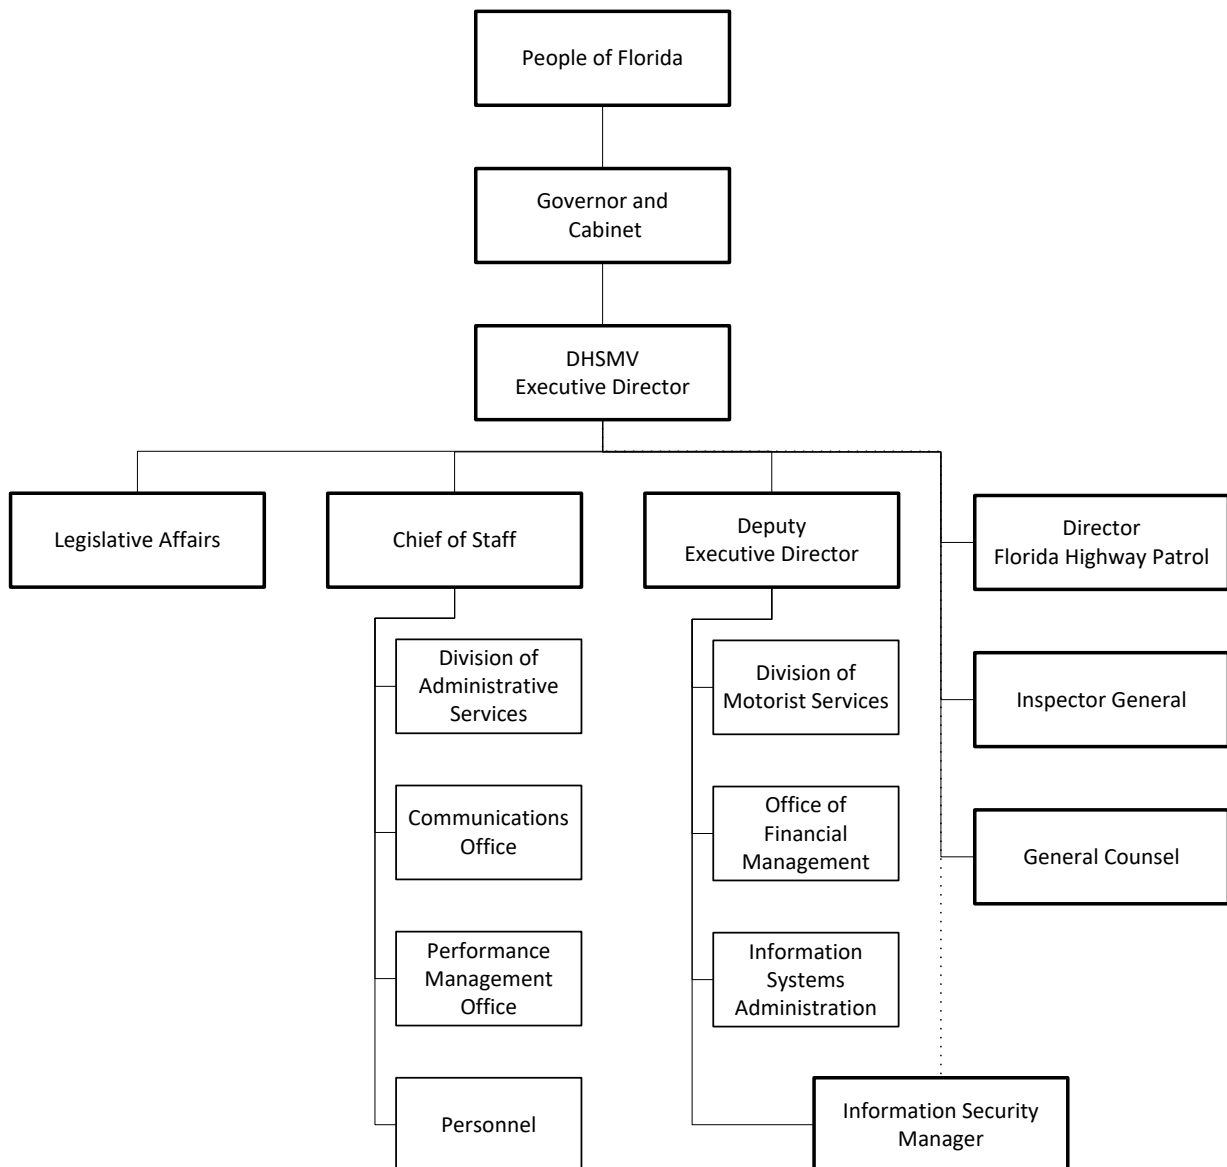 People of Florida
Governor and
Cabinet
DHSMV
Executive Director
Legislative Affairs
Chief of Staff
Deputy
Executive Director
Director
Florida Highway Patrol
Division of
Administrative
Services
Division of
Motorist Services
Inspector General
Communications
Office
Office of
Financial
Management
General Counsel
Performance
Management
Office
Information
Systems
Administration
Personnel
Information Security
Manager